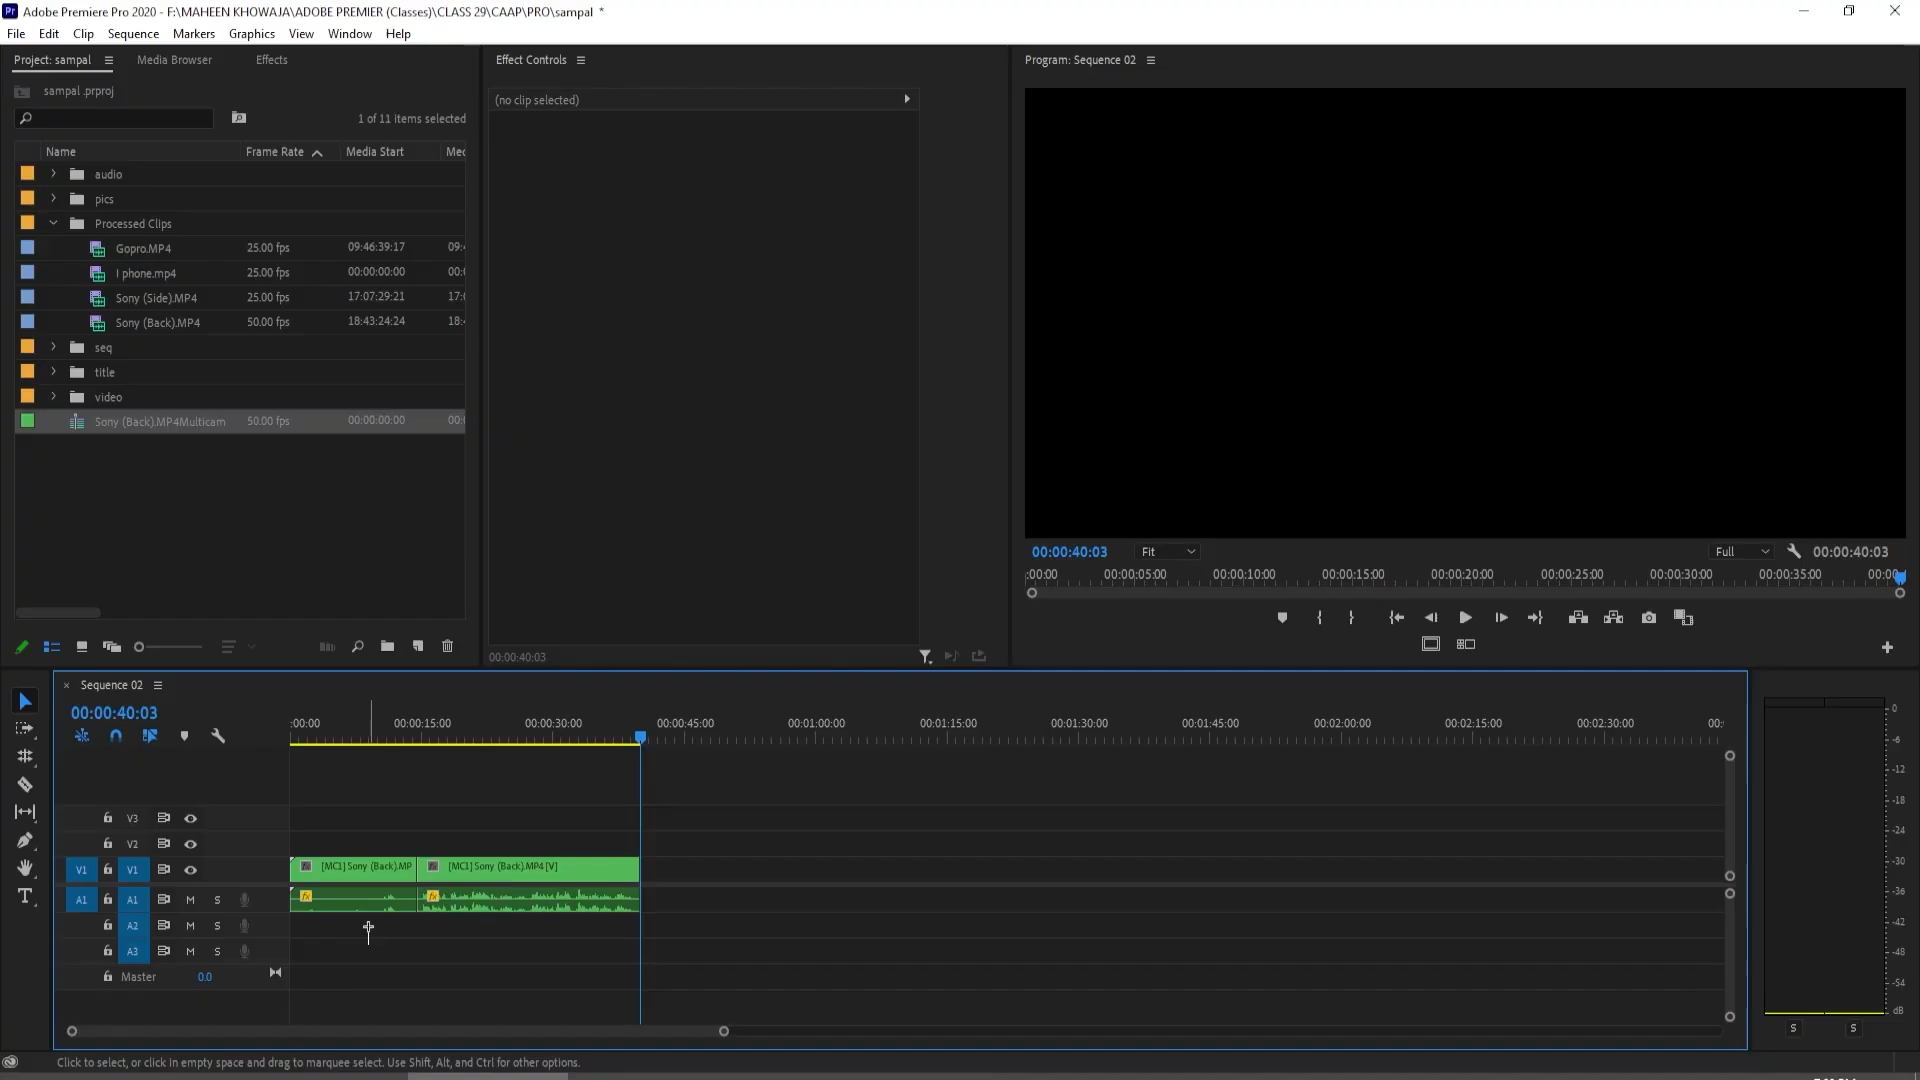 Adobe Premiere Pro 2020 - F:\MAHEEN KHOWAJA\ADOBE PREMIER (Classes)\CLASS 29\CAAP\PRO\sampal *
File Edit Clip Sequence Markers Graphics View Window Help
Project: sampal Media Browser Effects
sampal .prproj
1 of 11 items selected
Name Frame Rate Media Start Mec
audio
pics
Processed Clips
Gopro.MP4 25.00 fps 09:46:39:17 09:
I phone.mp4 25.00 fps 00:00:00:00 00:
Sony (Side).MP4 25.00 fps 17:07:29:21 17:
Sony (Back).MP4 50.00 fps 18:43:24:24 18:
seq
title
video
Sony (Back).MP4Multicam 50.00 fps 00:00:00:00 00:
Effect Controls
(no clip selected)
00:00:40:03
Program: Sequence 02
00:00:40:03 Fit Full 00:00:40:03
:00:00 00:00:05:00 00:00:10:00 00:00:15:00 00:00:20:00 00:00:25:00 00:00:30:00 00:00:35:00 00:00:
× Sequence 02
00:00:40:03
:00:00 00:00:15:00 00:00:30:00 00:00:45:00 00:01:00:00 00:01:15:00 00:01:30:00 00:01:45:00 00:02:00:00 00:02:15:00 00:02:30:00 00:
V3
V2
V1 V1 fx [MC1] Sony (Back).MP fx [MC1] Sony (Back).MP4 [V]
A1 A1 M S fx fx
A2 M S
A3 M S
Master 0.0
0
-6
-12
-18
-24
-30
-36
-42
-48
-54
dB
S S
Click to select, or click in empty space and drag to marquee select. Use Shift, Alt, and Ctrl for other options.